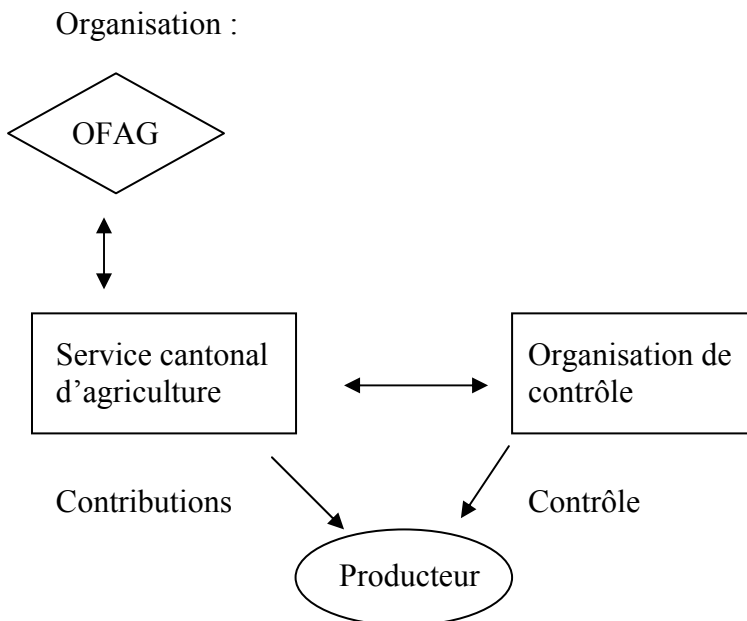 Organisation :
OFAG
Service cantonal
d’agriculture
Organisation de
contrôle
Contributions
Contrôle
Producteur